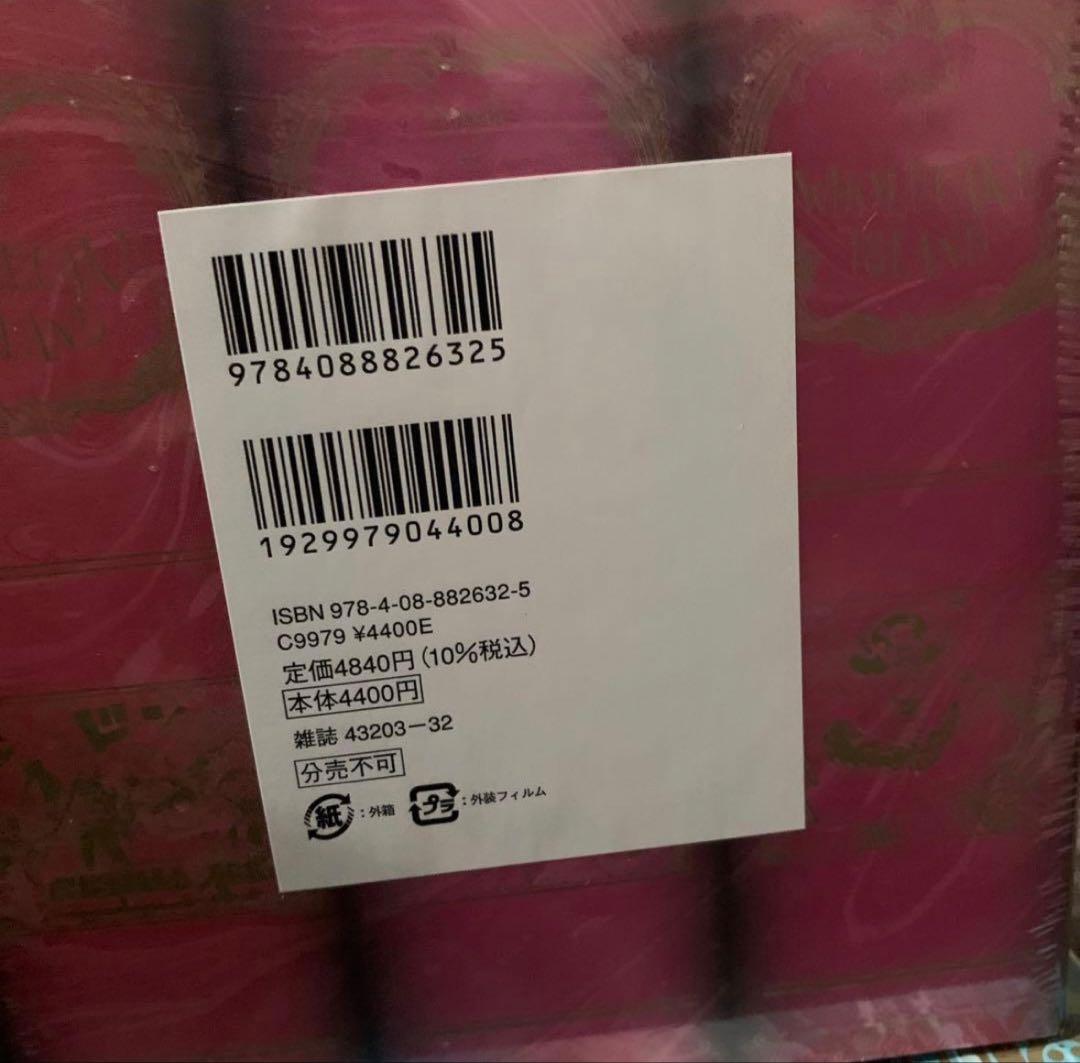 9784088826325
1929979044008
ISBN 978-4-08-882632-5
C9979 ¥4400E
定価4840円(10%税込)
本体4400円
雑誌 43203-32
分売不可
紙:外箱 プラ:外装フィルム